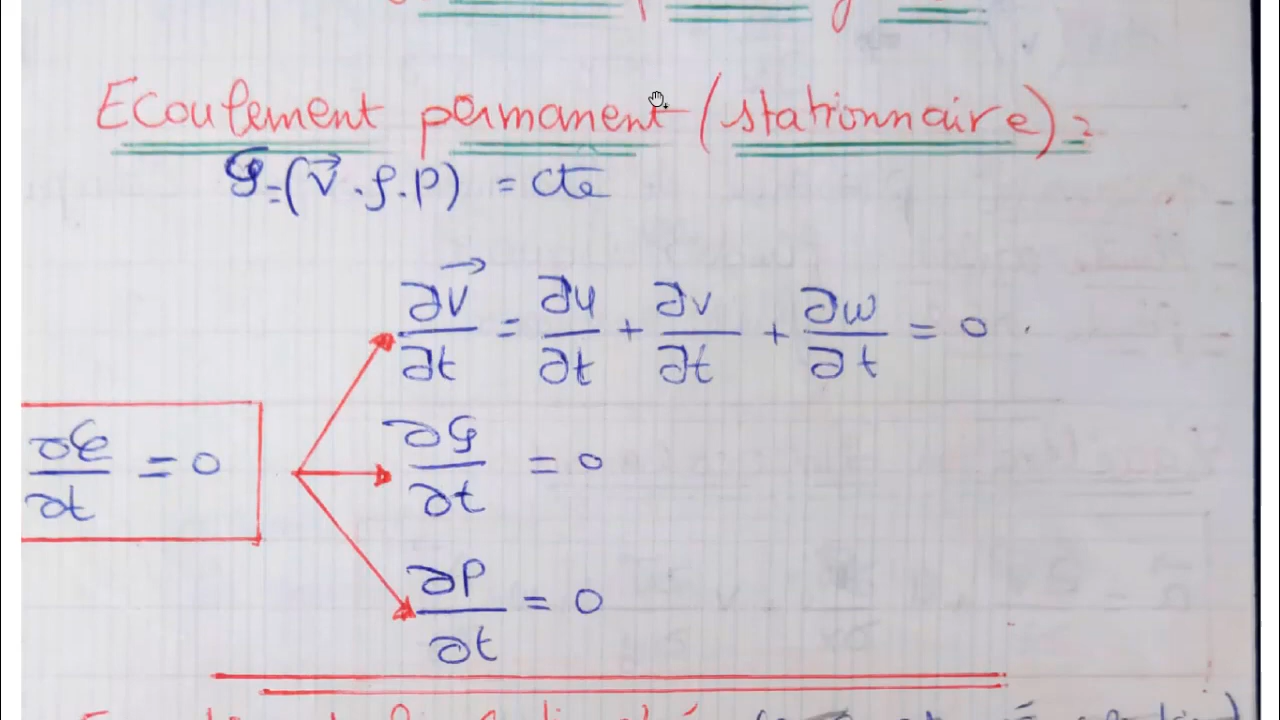 Ecoulement permanent (stationnaire) :
φ = (V⃗ . ρ . P) = cte
∂V⃗/∂t = ∂u/∂t + ∂v/∂t + ∂w/∂t = 0
∂φ/∂t = 0
∂ρ/∂t = 0
∂P/∂t = 0